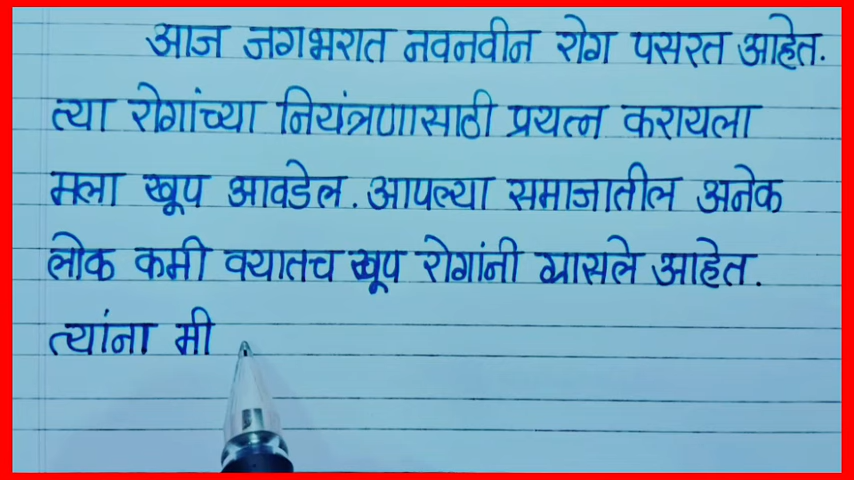 आज जगभरात नवनवीन रोग पसरत आहेत.
त्या रोगांच्या नियंत्रणासाठी प्रयत्न करायला
मला खूप आवडेल. आपल्या समाजातील अनेक
लोक कमी वयातच खूप रोगांनी ग्रासले आहेत.
त्यांना मी